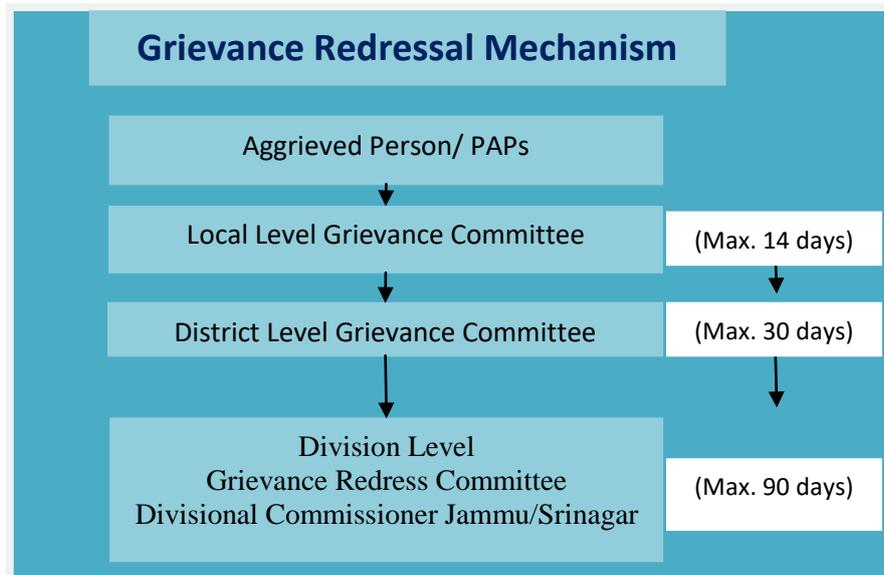 Grievance Redressal Mechanism
Aggrieved Person/ PAPs
Local Level Grievance Committee
(Max. 14 days)
District Level Grievance Committee
(Max. 30 days)
Division Level
Grievance Redress Committee
Divisional Commissioner Jammu/Srinagar
(Max. 90 days)